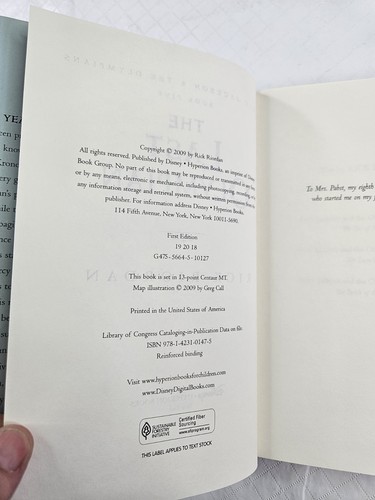 YEA
Copyright © 2009 by Rick Riordan
All rights reserved. Published by Disney • Hyperion Books, an imprint of Disney
Book Group. No part of this book may be reproduced or transmitted in any form
or by any means, electronic or mechanical, including photocopying, recording, or by
any information storage and retrieval system, without written permission from the
publisher. For information address Disney • Hyperion Books,
114 Fifth Avenue, New York, New York 10011-5690.
First Edition
19 20 18
G475-5664-5 - 10127
This book is set in 13-point Centaur MT.
Map illustration © 2009 by Greg Call
Printed in the United States of America
Library of Congress Cataloging-in-Publication Data on file.
ISBN 978-1-4231-0147-5
Reinforced binding
Visit www.hyperionbooksforchildren.com
www.DisneyDigitalBooks.com
SUSTAINABLE
FORESTRY
INITIATIVE
Certified Fiber
Sourcing
www.sfiprogram.org
THIS LABEL APPLIES TO TEXT STOCK
To Mrs. Pabst, my eighth
who started me on my